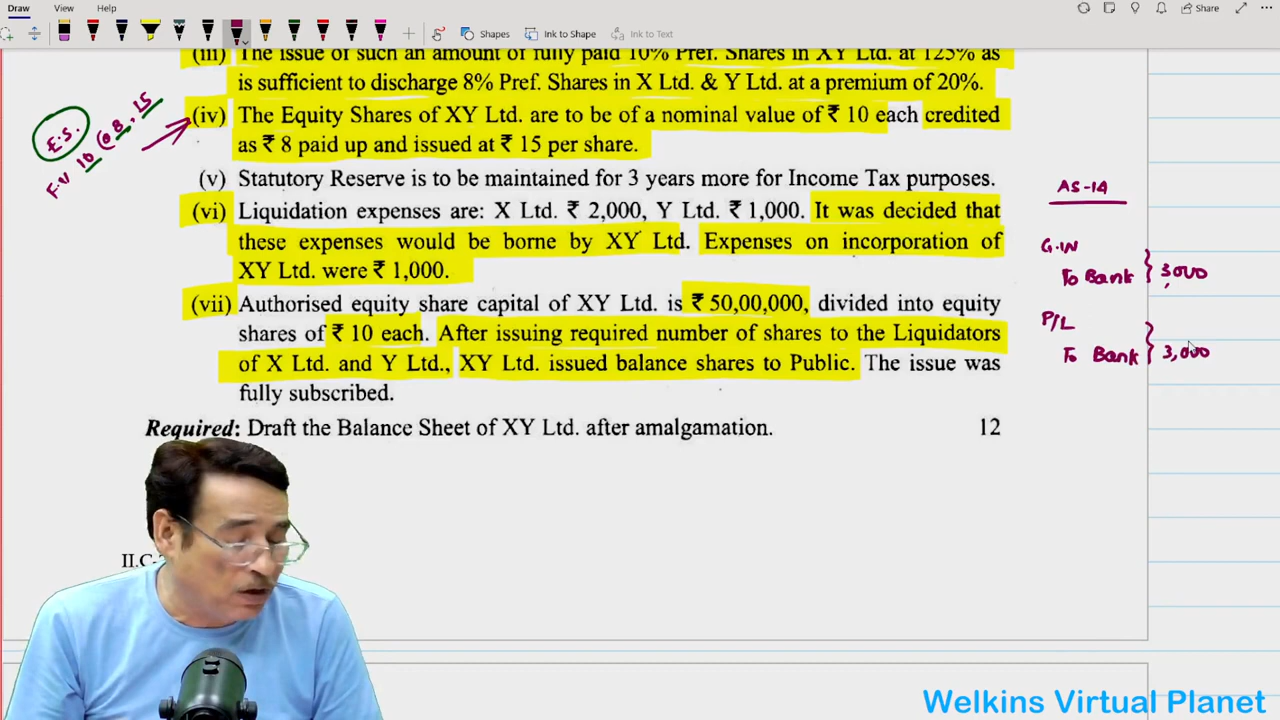 Draw
View
Help
Share
Shapes
Ink to Shape
Ink to Text
(iii) The issue of such an amount of fully paid 10% Pref. Shares in XY Ltd. at 125% as
is sufficient to discharge 8% Pref. Shares in X Ltd. & Y Ltd. at a premium of 20%.
E.S.
F.V 10 @ 8, 15
(iv) The Equity Shares of XY Ltd. are to be of a nominal value of ₹ 10 each credited
as ₹ 8 paid up and issued at ₹ 15 per share.
(v) Statutory Reserve is to be maintained for 3 years more for Income Tax purposes.
(vi) Liquidation expenses are: X Ltd. ₹ 2,000, Y Ltd. ₹ 1,000. It was decided that
these expenses would be borne by XY Ltd. Expenses on incorporation of
XY Ltd. were ₹ 1,000.
(vii) Authorised equity share capital of XY Ltd. is ₹ 50,00,000, divided into equity
shares of ₹ 10 each. After issuing required number of shares to the Liquidators
of X Ltd. and Y Ltd., XY Ltd. issued balance shares to Public. The issue was
fully subscribed.
Required: Draft the Balance Sheet of XY Ltd. after amalgamation. 12
AS-14
G.W
To Bank } 3,000
P/L
To Bank } 3,000
II.C.
Welkins Virtual Planet